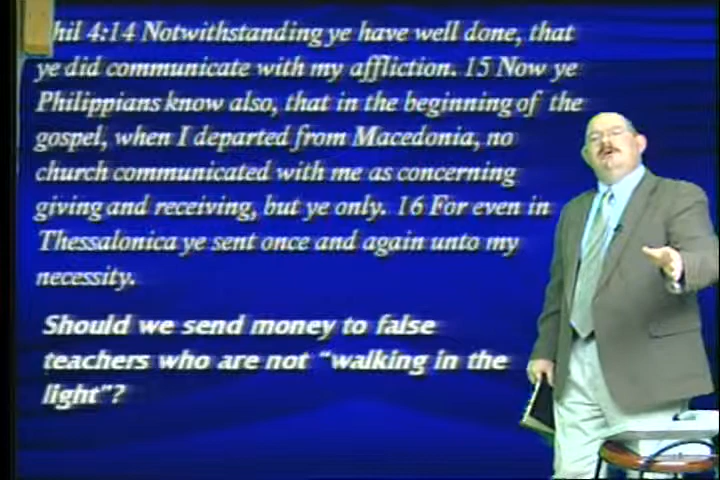 hil 4:14 Notwithstanding ye have well done, that
ye did communicate with my affliction. 15 Now ye
Philippians know also, that in the beginning of the
gospel, when I departed from Macedonia, no
church communicated with me as concerning
giving and receiving, but ye only. 16 For even in
Thessalonica ye sent once and again unto my
necessity.
Should we send money to false
teachers who are not “walking in the
light”?